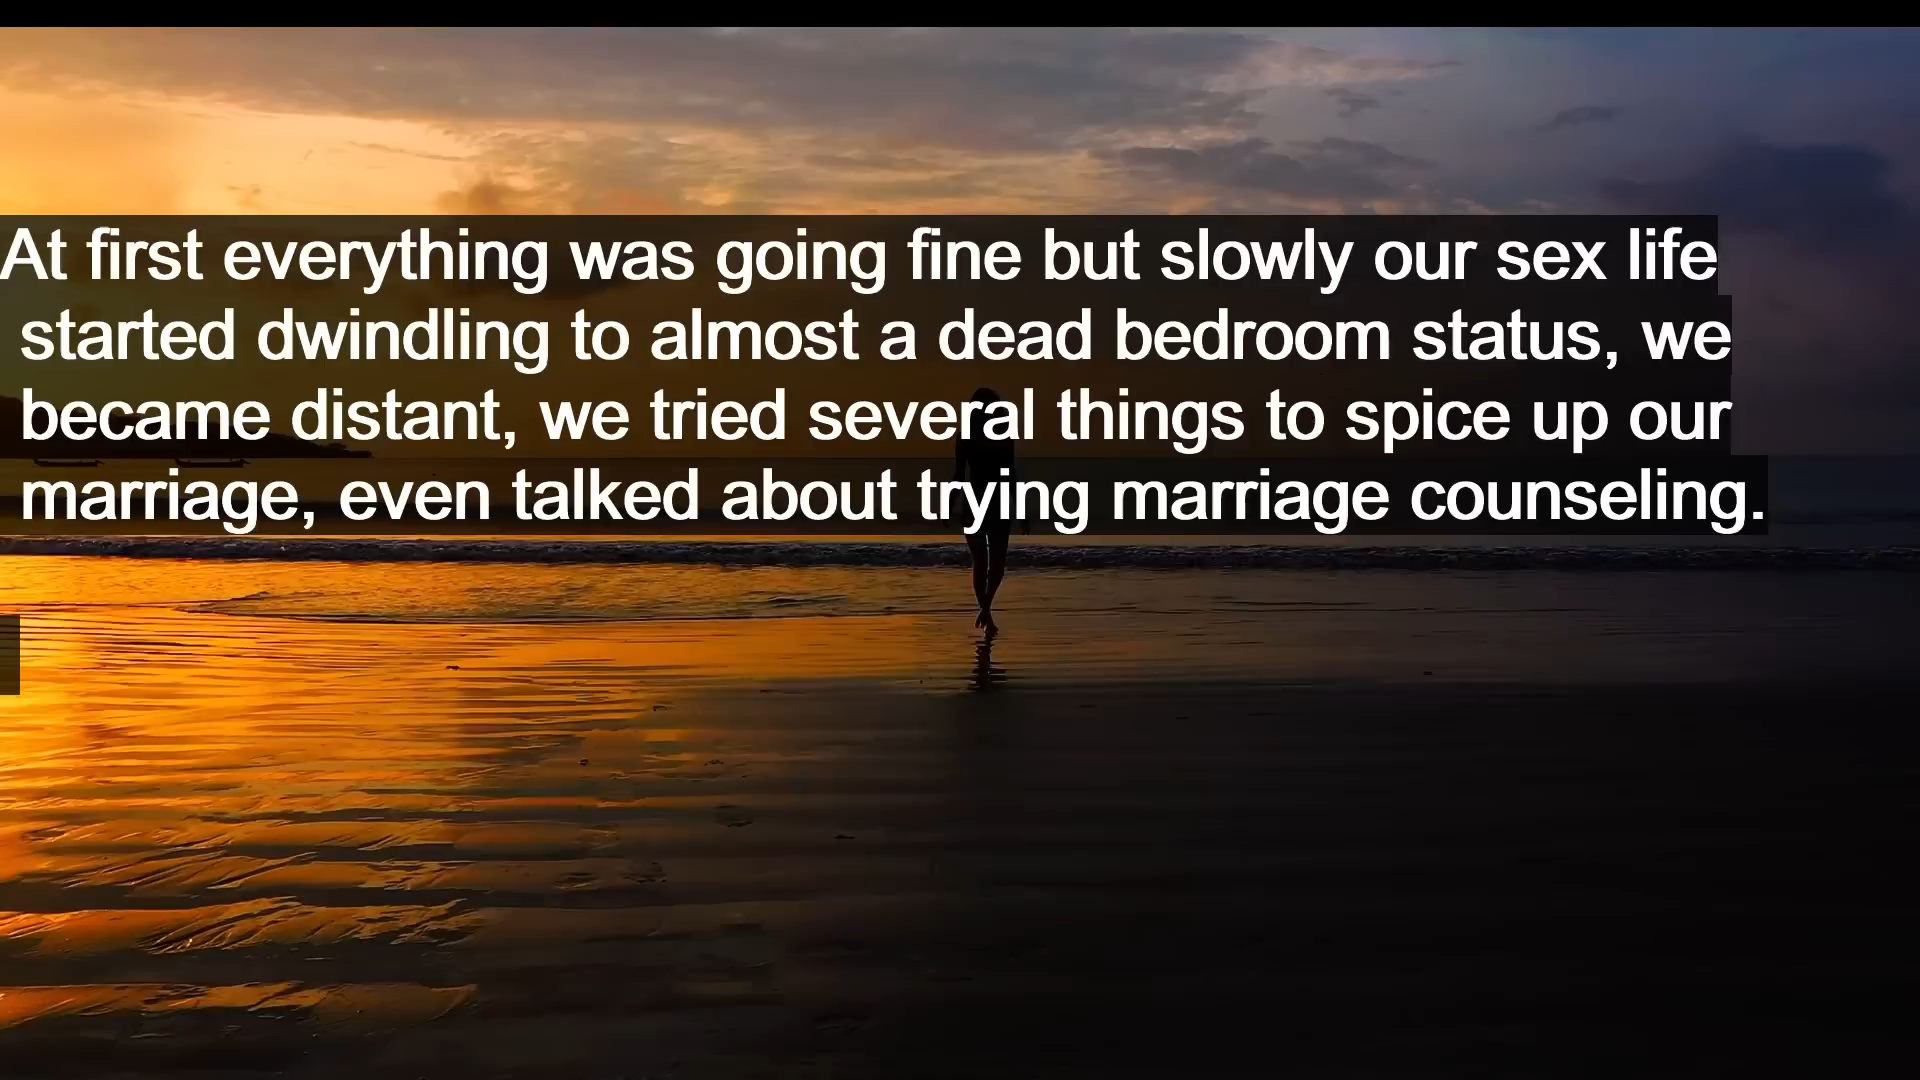 At first everything was going fine but slowly our sex life
started dwindling to almost a dead bedroom status, we
became distant, we tried several things to spice up our
marriage, even talked about trying marriage counseling.